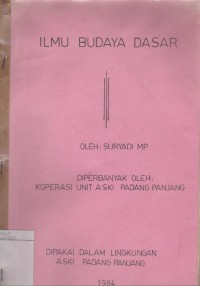 ILMU BUDAYA DASAR
OLEH : SURYADI MP
DIPERBANYAK OLEH :
KOPERASI UNIT ASKI PADANG PANJANG
DIPAKAI DALAM LINGKUNGAN
ASKI PADANG PANJANG
1984